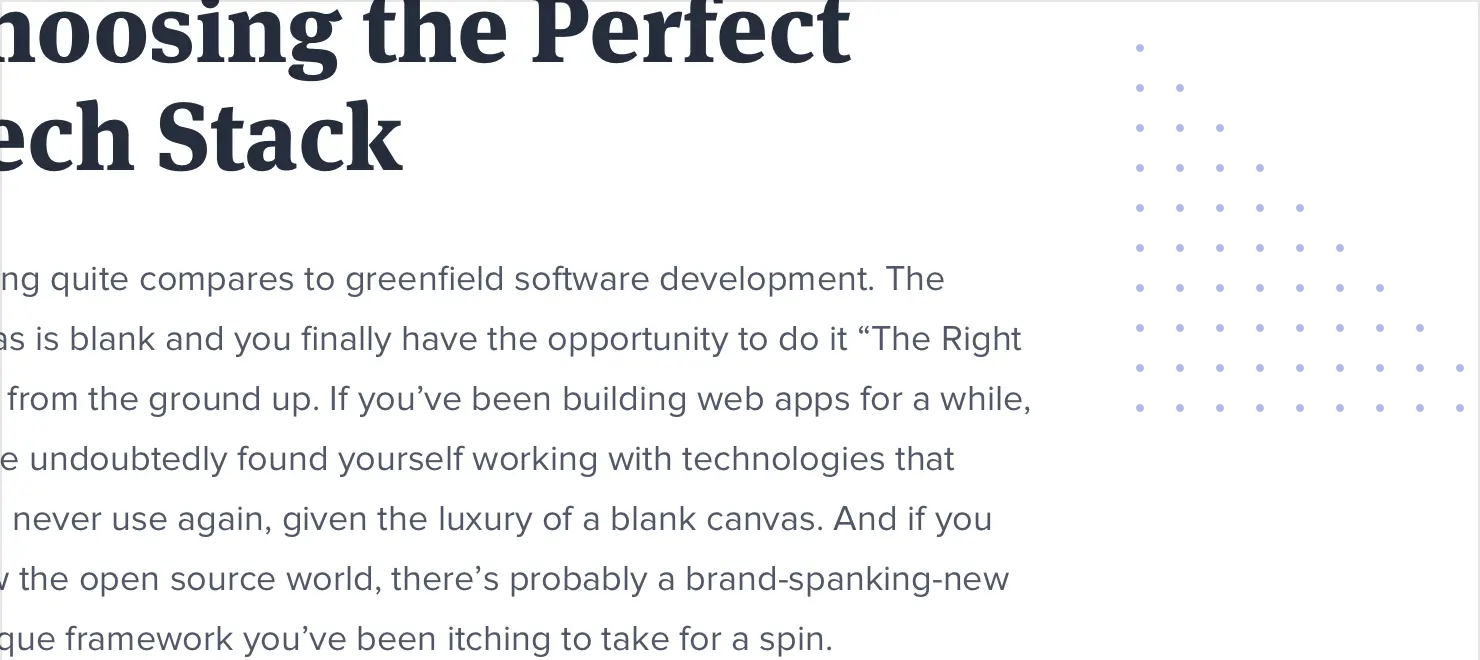 hoosing the Perfect
ech Stack
ng quite compares to greenfield software development. The
as is blank and you finally have the opportunity to do it “The Right
from the ground up. If you’ve been building web apps for a while,
e undoubtedly found yourself working with technologies that
never use again, given the luxury of a blank canvas. And if you
w the open source world, there’s probably a brand-spanking-new
que framework you’ve been itching to take for a spin.